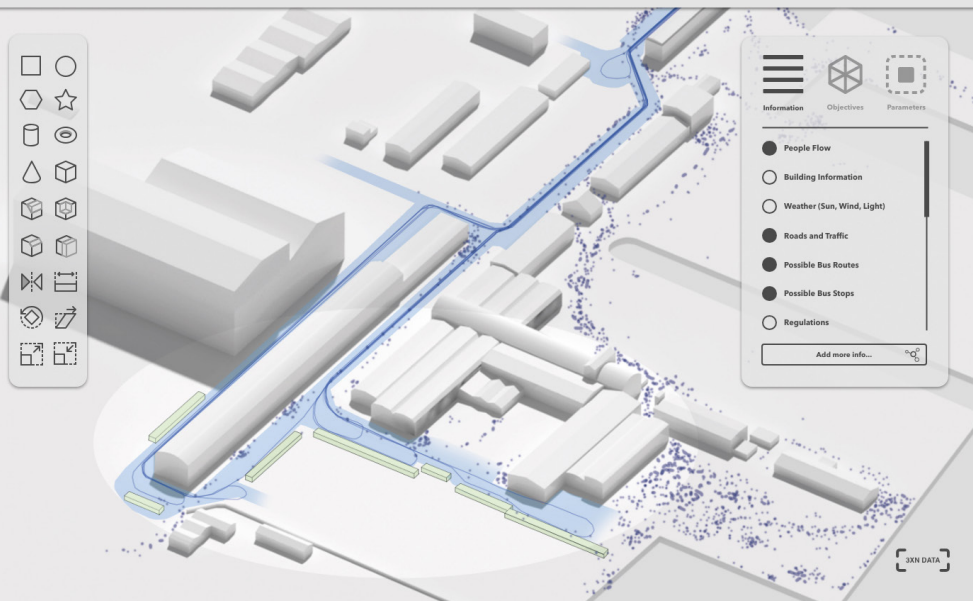 Information
Objectives
Parameters
People Flow
Building Information
Weather (Sun, Wind, Light)
Roads and Traffic
Possible Bus Routes
Possible Bus Stops
Regulations
Add more info...
3XN DATA